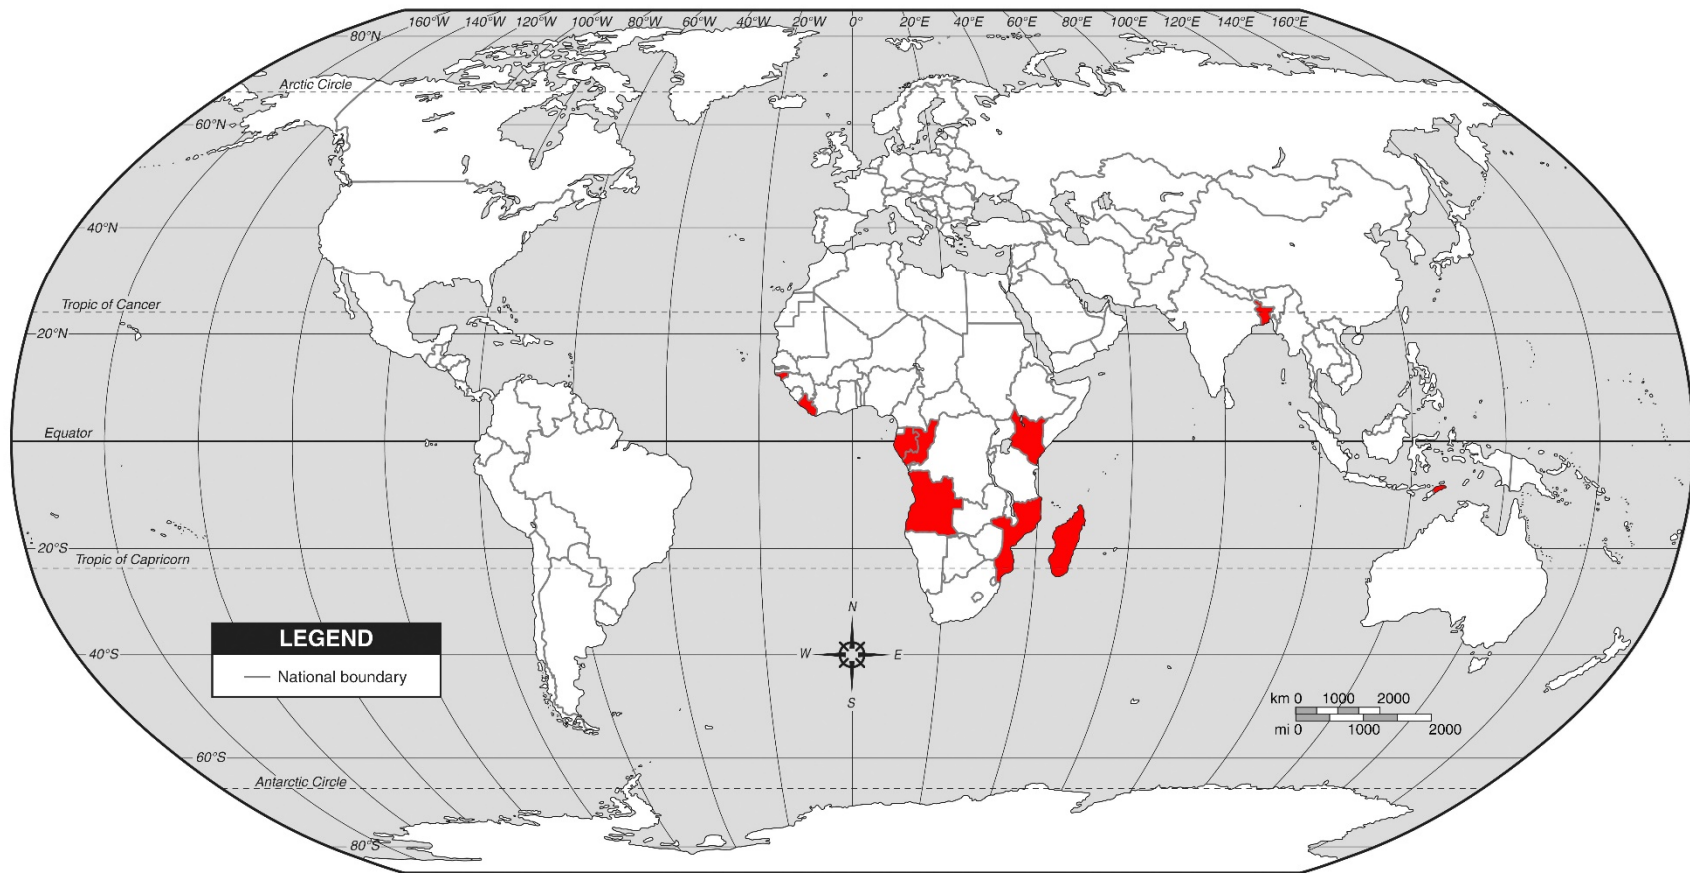 160°W 140°W 120°W 100°W 80°W 60°W 40°W 20°W 0° 20°E 40°E 60°E 80°E 100°E 120°E 140°E 160°E
80°N
Arctic Circle
60°N
40°N
Tropic of Cancer
20°N
Equator
20°S
Tropic of Capricorn
N
LEGEND
40°S
W E
National boundary
S
km 0 1000 2000
mi 0 1000 2000
60°S
Antarctic Circle
80°S